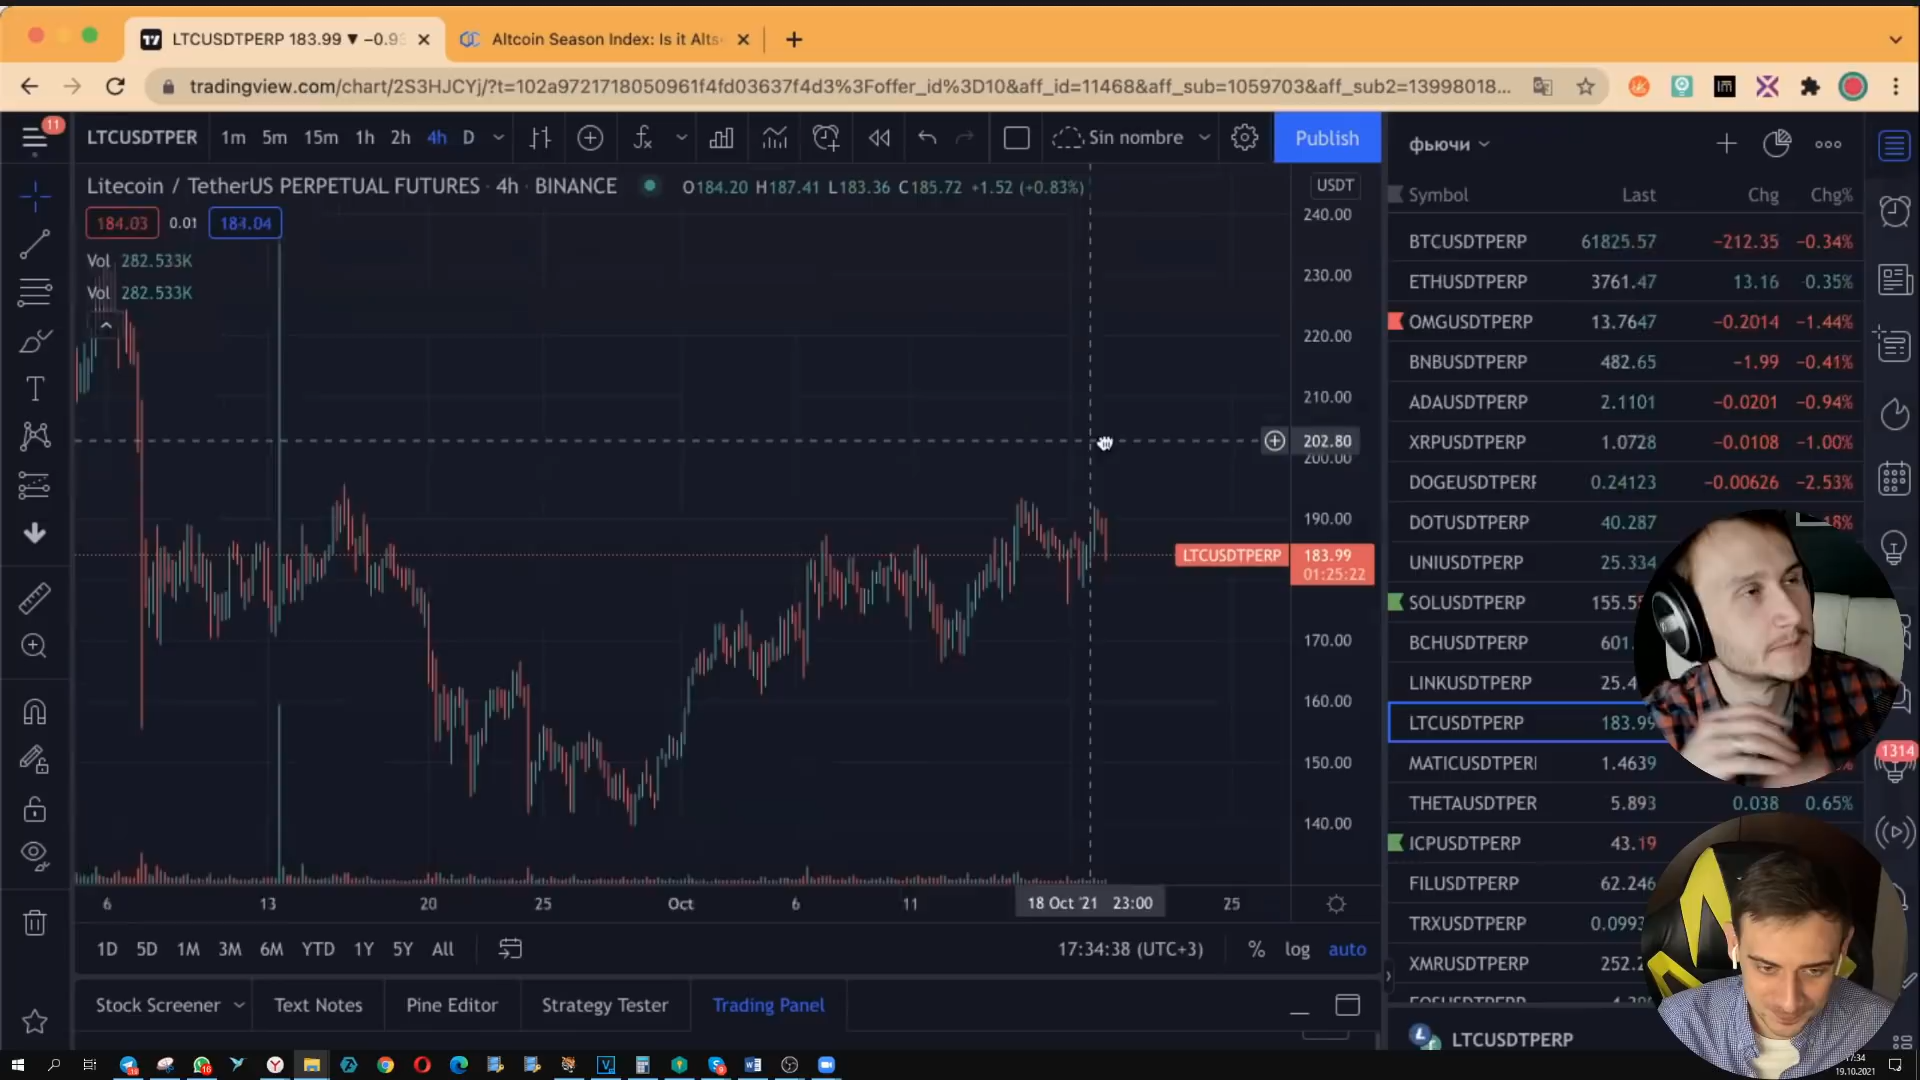 LTCUSDTPERP 183.99 ▼ −0.93
Altcoin Season Index: Is it Alts
tradingview.com/chart/2S3HJCYj/?t=102a9721718050961f4fd03637f4d3%3Foffer_id%3D10&aff_id=11468&aff_sub=1059703&aff_sub2=13998018...
11
LTCUSDTPER 1m 5m 15m 1h 2h 4h D
Sin nombre
Publish
фьючи
Litecoin / TetherUS PERPETUAL FUTURES · 4h · BINANCE
O184.20 H187.41 L183.36 C185.72 +1.52 (+0.83%)
USDT
184.03 0.01 184.04
Vol 282.533K
Vol 282.533K
240.00
230.00
220.00
210.00
202.80
200.00
190.00
LTCUSDTPERP 183.99
01:25:22
170.00
160.00
150.00
140.00
6 13 20 25 Oct 6 11 18 Oct '21 23:00 25
1D 5D 1M 3M 6M YTD 1Y 5Y All
17:34:38 (UTC+3) % log auto
Stock Screener Text Notes Pine Editor Strategy Tester Trading Panel
Symbol Last Chg Chg%
BTCUSDTPERP 61825.57 −212.35 −0.34%
ETHUSDTPERP 3761.47 13.16 0.35%
OMGUSDTPERP 13.7647 −0.2014 −1.44%
BNBUSDTPERP 482.65 −1.99 −0.41%
ADAUSDTPERP 2.1101 −0.0201 −0.94%
XRPUSDTPERP 1.0728 −0.0108 −1.00%
DOGEUSDTPERP 0.24123 −0.00626 −2.53%
DOTUSDTPERP 40.287 18%
UNIUSDTPERP 25.334
SOLUSDTPERP 155.5
BCHUSDTPERP 601.
LINKUSDTPERP 25.4
LTCUSDTPERP 183.99
MATICUSDTPERI 1.4639
THETAUSDTPER 5.893 0.038 0.65%
ICPUSDTPERP 43.19
FILUSDTPERP 62.246
TRXUSDTPERP 0.099
XMRUSDTPERP 252.
LTCUSDTPERP
1314
17:34
19.10.2021